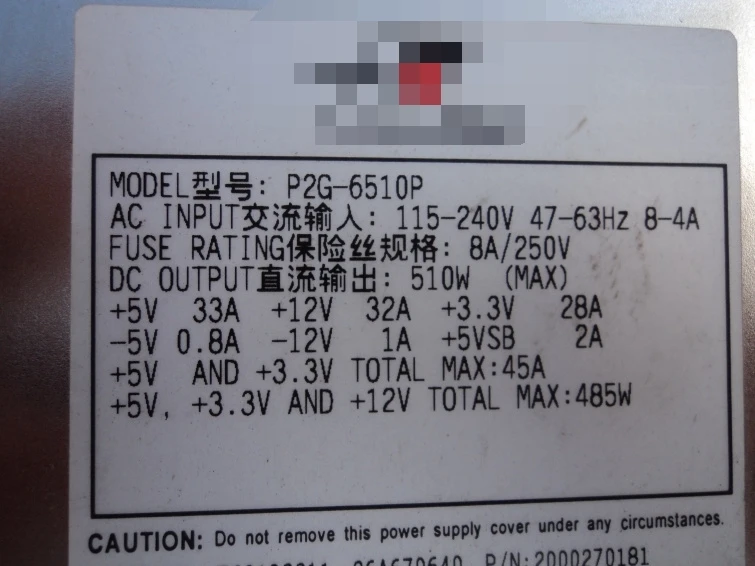 MODEL型号: P2G-6510P
AC INPUT交流输入: 115-240V 47-63Hz 8-4A
FUSE RATING保险丝规格: 8A/250V
DC OUTPUT直流输出: 510W (MAX)
+5V 33A +12V 32A +3.3V 28A
-5V 0.8A -12V 1A +5VSB 2A
+5V AND +3.3V TOTAL MAX:45A
+5V, +3.3V AND +12V TOTAL MAX:485W
CAUTION: Do not remove this power supply cover under any circumstances.
P/N:2DDD270181